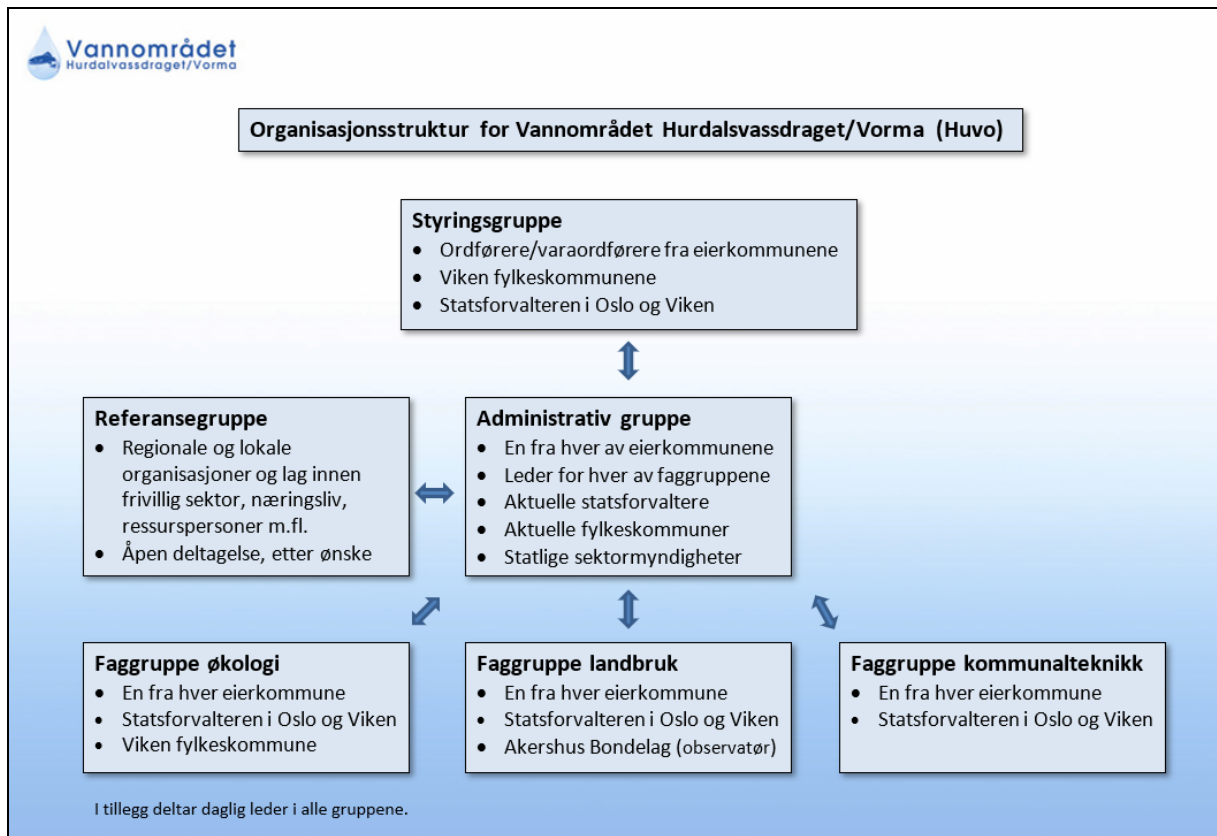 Vannområdet
Hurdalvassdraget/Vorma
Organisasjonsstruktur for Vannområdet Hurdalsvassdraget/Vorma (Huvo)
Styringsgruppe
• Ordførere/varaordførere fra eierkommunene
• Viken fylkeskommunene
• Statsforvalteren i Oslo og Viken
Referansegruppe
• Regionale og lokale
organisasjoner og lag innen
frivillig sektor, næringsliv,
ressurspersoner m.fl.
• Åpen deltagelse, etter ønske
Administrativ gruppe
• En fra hver av eierkommunene
• Leder for hver av faggruppene
• Aktuelle statsforvaltere
• Aktuelle fylkeskommuner
• Statlige sektormyndigheter
Faggruppe økologi
• En fra hver eierkommune
• Statsforvalteren i Oslo og Viken
• Viken fylkeskommune
Faggruppe landbruk
• En fra hver eierkommune
• Statsforvalteren i Oslo og Viken
• Akershus Bondelag (observatør)
Faggruppe kommunalteknikk
• En fra hver eierkommune
• Statsforvalteren i Oslo og Viken
I tillegg deltar daglig leder i alle gruppene.